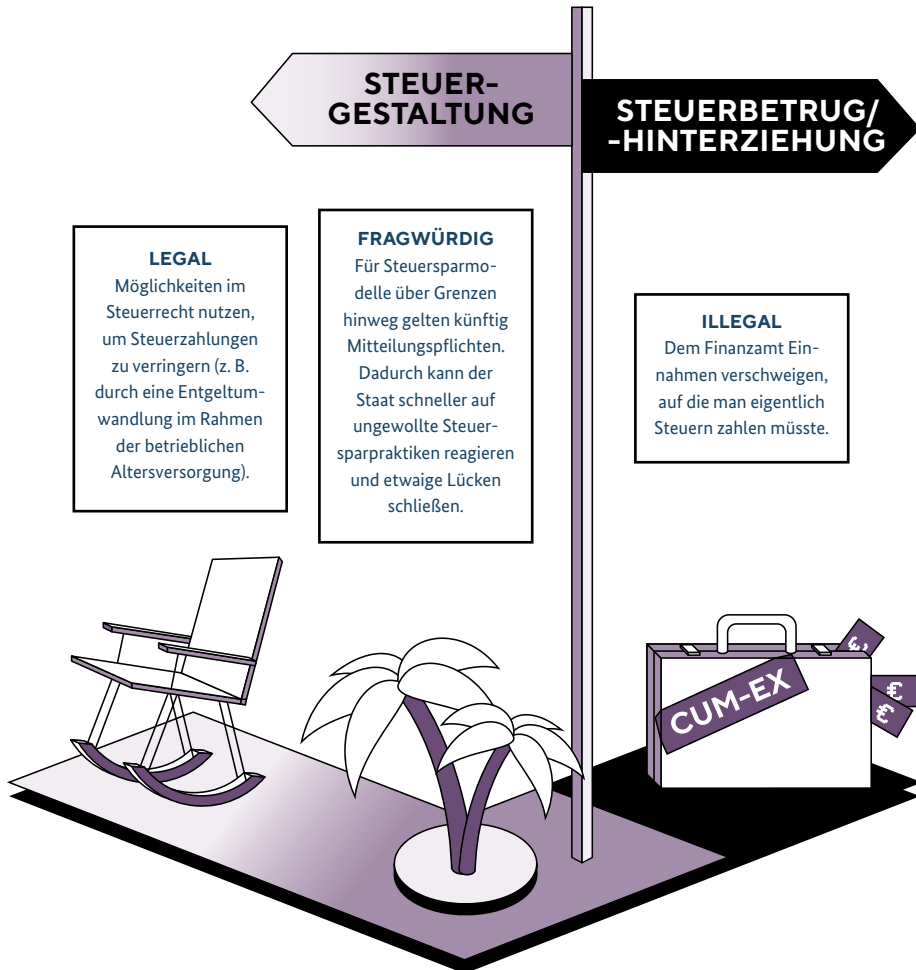 STEUER-
GESTALTUNG
STEUERBETRUG/
-HINTERZIEHUNG
LEGAL
Möglichkeiten im
Steuerrecht nutzen,
um Steuerzahlungen
zu verringern (z. B.
durch eine Entgeltum-
wandlung im Rahmen
der betrieblichen
Altersversorgung).
FRAGWÜRDIG
Für Steuersparmo-
delle über Grenzen
hinweg gelten künftig
Mitteilungspflichten.
Dadurch kann der
Staat schneller auf
ungewollte Steuer-
sparpraktiken reagieren
und etwaige Lücken
schließen.
ILLEGAL
Dem Finanzamt Ein-
nahmen verschweigen,
auf die man eigentlich
Steuern zahlen müsste.
CUM-EX
€
€
€